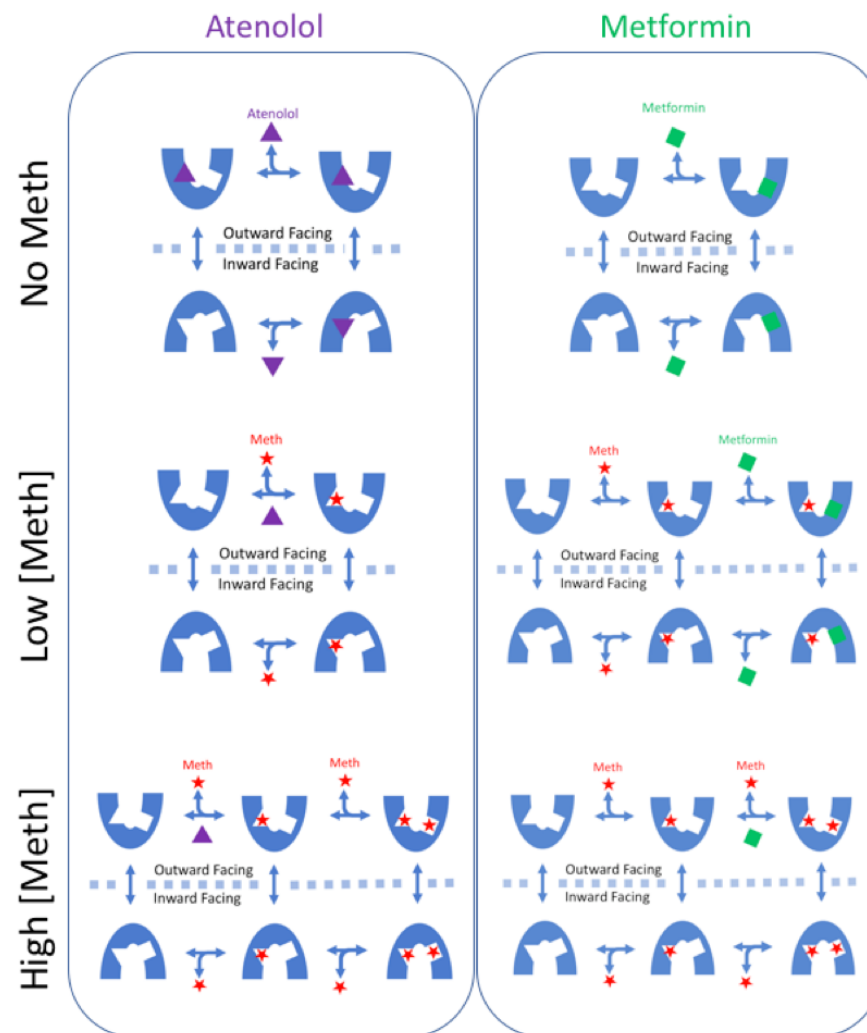 Atenolol
Metformin
No Meth
Atenolol
Metformin
Outward Facing
Inward Facing
Outward Facing
Inward Facing
Low [Meth]
Meth
Meth
Metformin
Outward Facing
Inward Facing
Outward Facing
Inward Facing
High [Meth]
Meth
Meth
Meth
Meth
Outward Facing
Inward Facing
Outward Facing
Inward Facing